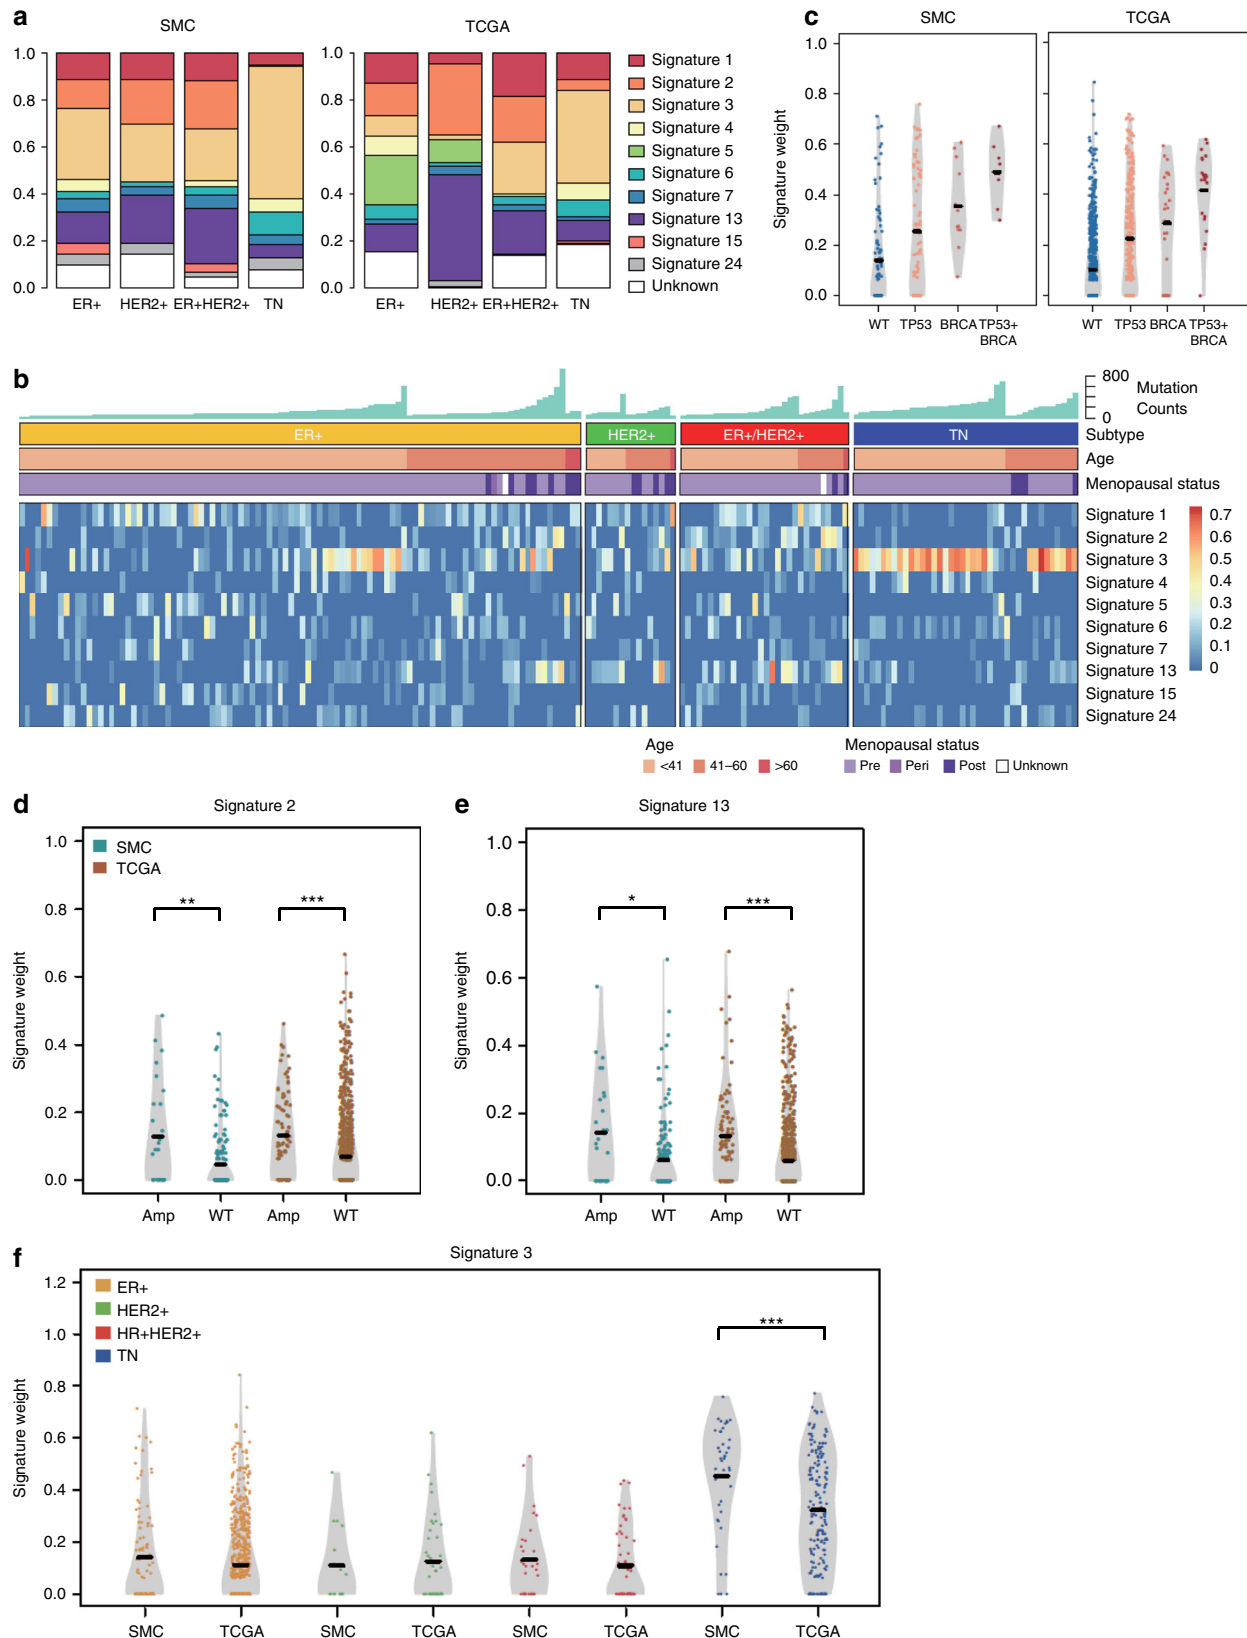 a
SMC
TCGA
1.0
0.8
0.6
0.4
0.2
0.0
ER+
HER2+
ER+HER2+
TN
1.0
0.8
0.6
0.4
0.2
0.0
ER+
HER2+
ER+HER2+
TN
Signature 1
Signature 2
Signature 3
Signature 4
Signature 5
Signature 6
Signature 7
Signature 13
Signature 15
Signature 24
Unknown
c
SMC
TCGA
Signature weight
1.0
0.8
0.6
0.4
0.2
0.0
WT
TP53
BRCA
TP53+
BRCA
WT
TP53
BRCA
TP53+
BRCA
b
800
400
0
Mutation
Counts
ER+
HER2+
ER+/HER2+
TN
Subtype
Age
Menopausal status
Signature 1
Signature 2
Signature 3
Signature 4
Signature 5
Signature 6
Signature 7
Signature 13
Signature 15
Signature 24
0.7
0.6
0.5
0.4
0.3
0.2
0.1
0
Age
<41
41–60
>60
Menopausal status
Pre
Peri
Post
Unknown
d
Signature 2
Signature weight
1.0
0.8
0.6
0.4
0.2
0.0
SMC
TCGA
**
***
Amp
WT
Amp
WT
e
Signature 13
Signature weight
1.0
0.8
0.6
0.4
0.2
0.0
*
***
Amp
WT
Amp
WT
f
Signature 3
Signature weight
1.2
1.0
0.8
0.6
0.4
0.2
0.0
ER+
HER2+
HR+HER2+
TN
***
SMC
TCGA
SMC
TCGA
SMC
TCGA
SMC
TCGA